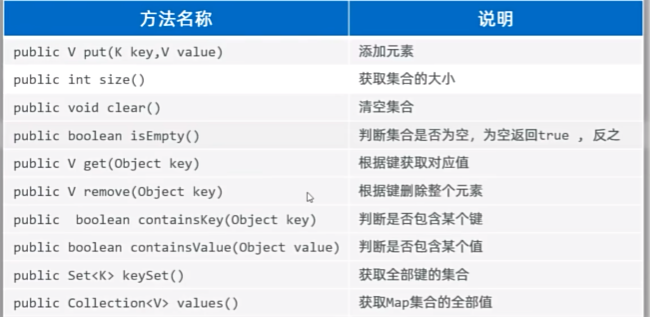 方法名称 说明
public V put(K key,V value) 添加元素
public int size() 获取集合的大小
public void clear() 清空集合
public boolean isEmpty() 判断集合是否为空，为空返回true ，反之
public V get(Object key) 根据键获取对应值
public V remove(Object key) 根据键删除整个元素
public  boolean containsKey(Object key) 判断是否包含某个键
public boolean containsValue(Object value) 判断是否包含某个值
public Set<K> keySet() 获取全部键的集合
public Collection<V> values() 获取Map集合的全部值